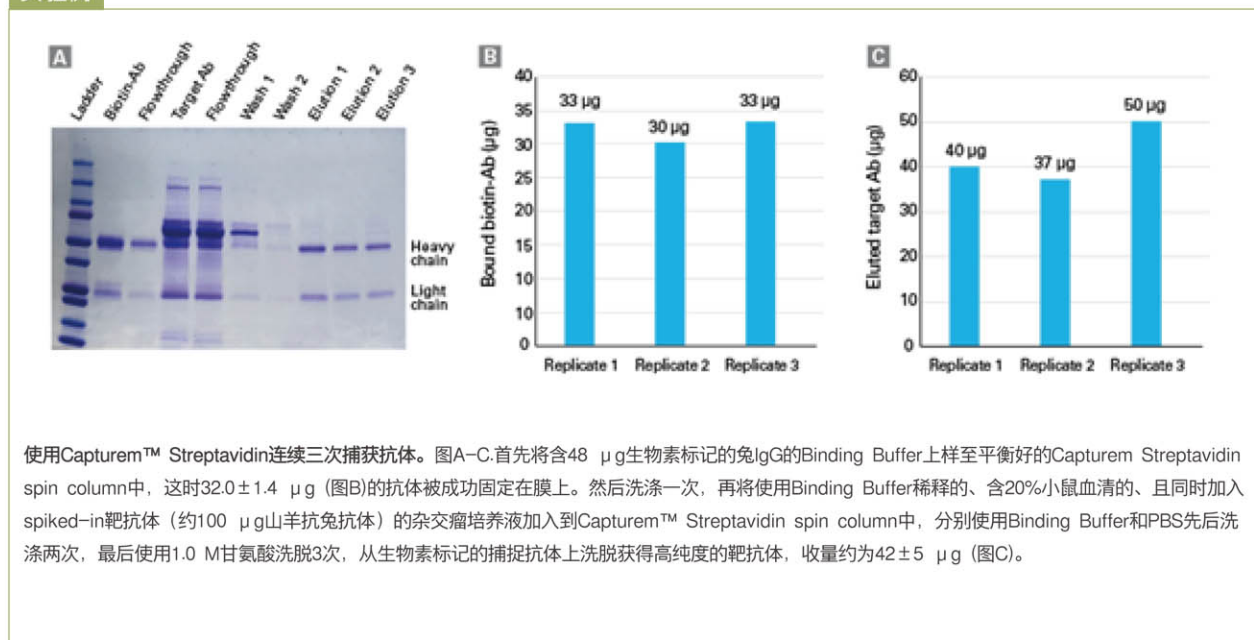 A
Ladder
Biotin-Ab
Flowthrough
Target Ab
Flowthrough
Wash 1
Wash 2
Elution 1
Elution 2
Elution 3
Heavy
chain
Light
chain
B
Bound biotin-Ab (µg)
40
35
30
25
20
15
10
10
0
33 µg
30 µg
33 µg
Replicate 1
Replicate 2
Replicate 3
C
Eluted target Ab (µg)
60
50
40
30
20
10
0
40 µg
37 µg
50 µg
Replicate 1
Replicate 2
Replicate 3
使用Capturem™ Streptavidin连续三次捕获抗体。图A-C.首先将含48 μg生物素标记的兔IgG的Binding Buffer上样至平衡好的Capturem Streptavidin
spin column中，这时32.0±1.4 μg (图B)的抗体被成功固定在膜上。然后洗涤一次，再将使用Binding Buffer稀释的、含20%小鼠血清的、且同时加入
spiked-in靶抗体（约100 μg山羊抗兔抗体）的杂交瘤培养液加入到Capturem™ Streptavidin spin column中，分别使用Binding Buffer和PBS先后洗
涤两次，最后使用1.0 M甘氨酸洗脱3次，从生物素标记的捕捉抗体上洗脱获得高纯度的靶抗体，收量约为42±5 μg (图C)。